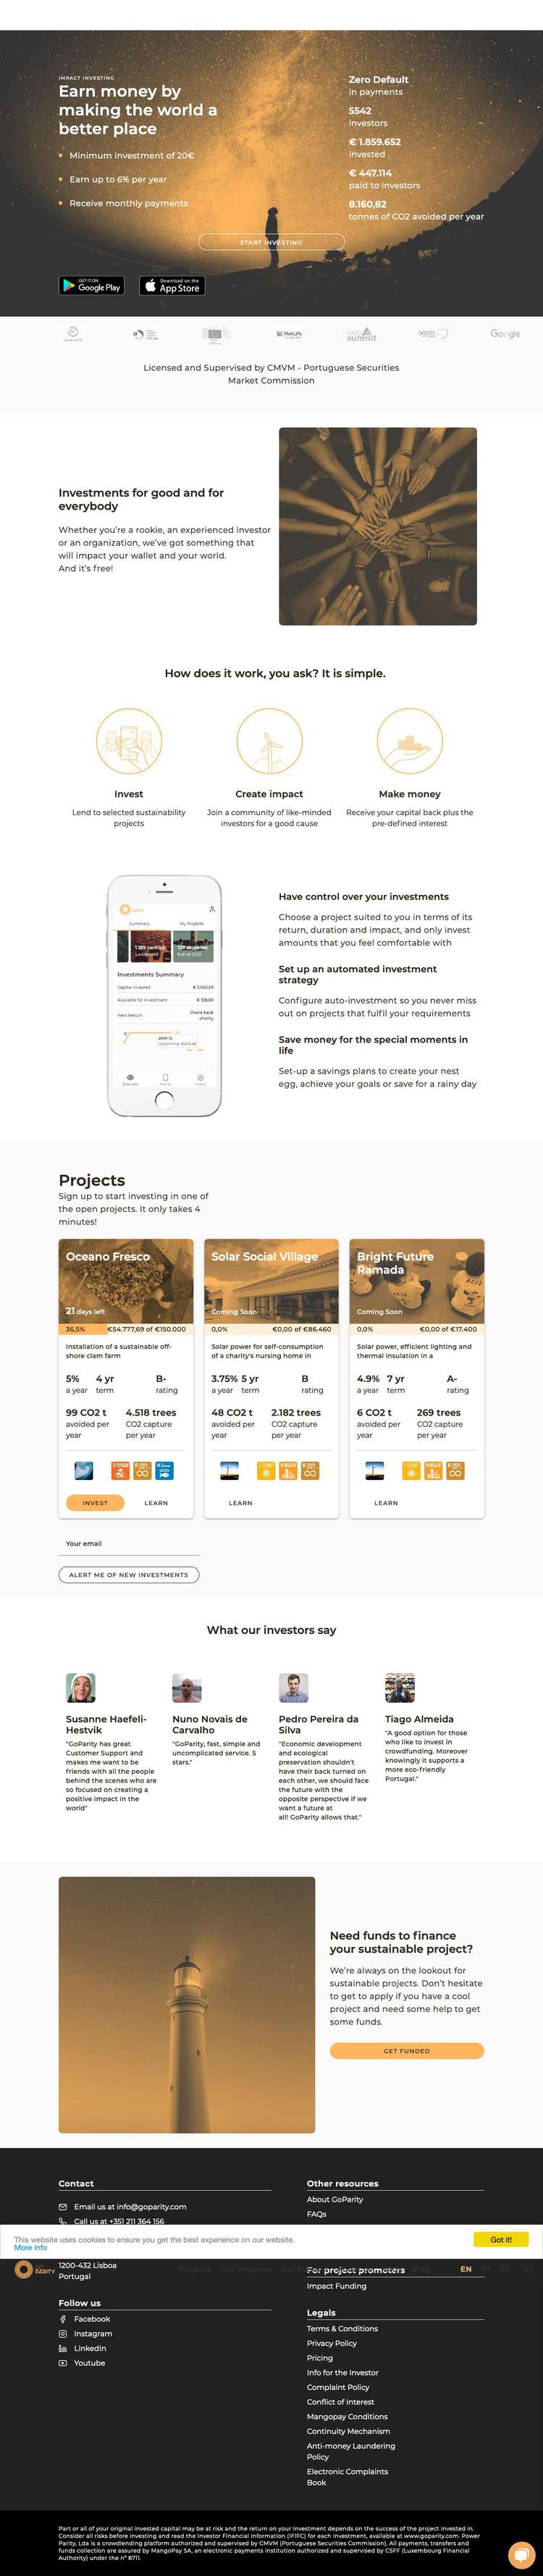 IMPACT INVESTING
Earn money by
making the world a
better place
Minimum investment of 20€
Earn up to 6% per year
Receive monthly payments
Zero Default
in payments
5542
investors
€ 1.859.652
invested
€ 447.114
paid to investors
8.160,82
tonnes of CO2 avoided per year
START INVESTING
GET IT ON
Google Play
Download on the
App Store
MetLife
web
summit
Google
Licensed and Supervised by CMVM - Portuguese Securities
Market Commission
Investments for good and for
everybody
Whether you're a rookie, an experienced investor
or an organization, we've got something that
will impact your wallet and your world.
And it's free!
How does it work, you ask? It is simple.
Invest
Lend to selected sustainability
projects
Create impact
Join a community of like-minded
investors for a good cause
Make money
Receive your capital back plus the
pre-defined interest
Summary
My Projects
Investments Summary
Capital Invested
Available for investment
€ 128,00
Next Return
Check back
shortly
Have control over your investments
Choose a project suited to you in terms of its
return, duration and impact, and only invest
amounts that you feel comfortable with
Set up an automated investment
strategy
Configure auto-investment so you never miss
out on projects that fulfil your requirements
Save money for the special moments in
life
Set-up a savings plans to create your nest
egg, achieve your goals or save for a rainy day
Projects
Sign up to start investing in one of
the open projects. It only takes 4
minutes!
Oceano Fresco
21 days left
36,5%
€54.777,69 of €150.000
Installation of a sustainable off-
shore clam farm
5% 4 yr B-
a year term rating
99 CO2 t 4.518 trees
avoided per CO2 capture
year per year
INVEST
LEARN
Solar Social Village
Coming Soon
0,0%
€0,00 of €86.460
Solar power for self-consumption
of a charity's nursing home in
3.75% 5 yr B
a year term rating
48 CO2 t 2.182 trees
avoided per CO2 capture
year per year
LEARN
Bright Future
Ramada
Coming Soon
0,0%
€0,00 of €17.400
Solar power, efficient lighting and
thermal insulation in a
4.9% 7 yr A-
a year term rating
6 CO2 t 269 trees
avoided per CO2 capture
year per year
LEARN
Your email
ALERT ME OF NEW INVESTMENTS
What our investors say
Susanne Haefeli-
Hestvik
"GoParity has great
Customer Support and
makes me want to be
friends with all the people
behind the scenes who are
so focused on creating a
positive impact in the
world"
Nuno Novais de
Carvalho
"GoParity, fast, simple and
uncomplicated service. 5
stars."
Pedro Pereira da
Silva
"Economic development
and ecological
preservation shouldn't
have their back turned on
each other, we should face
the future with the
opposite perspective if we
want a future at
all! GoParity allows that."
Tiago Almeida
"A good option for those
who like to invest in
crowdfunding. Moreover
knowingly it supports a
more eco-friendly
Portugal."
Need funds to finance
your sustainable project?
We're always on the lookout for
sustainable projects. Don't hesitate
to get to apply if you have a cool
project and need some help to get
some funds.
GET FUNDED
Contact
Email us at info@goparity.com
Call us at +351 211 364 156
Other resources
About GoParity
FAQs
This website uses cookies to ensure you get the best experience on our website.
More info
Got it!
GO
PARITY
1200-432 Lisboa
Portugal
EN
For project promoters
Impact Funding
Follow us
Facebook
Instagram
LinkedIn
Youtube
Legals
Terms & Conditions
Privacy Policy
Pricing
Info for the Investor
Complaint Policy
Conflict of Interest
Mangopay Conditions
Continuity Mechanism
Anti-money Laundering
Policy
Electronic Complaints
Book
Part or all of your original invested capital may be at risk and the return on your investment depends on the success of the project invested in.
Consider all risks before investing and read the Investor Financial Information (IFIFC) for each investment, available at www.goparity.com. Power
Parity, Lda is a crowdlending platform authorized and supervised by CMVM (Portuguese Securities Commission). All payments, transfers and
funds collection are assured by MangoPay SA, an electronic payments institution authorized and supervised by CSFF (Luxembourg Financial
Authority) under the nº 8711.